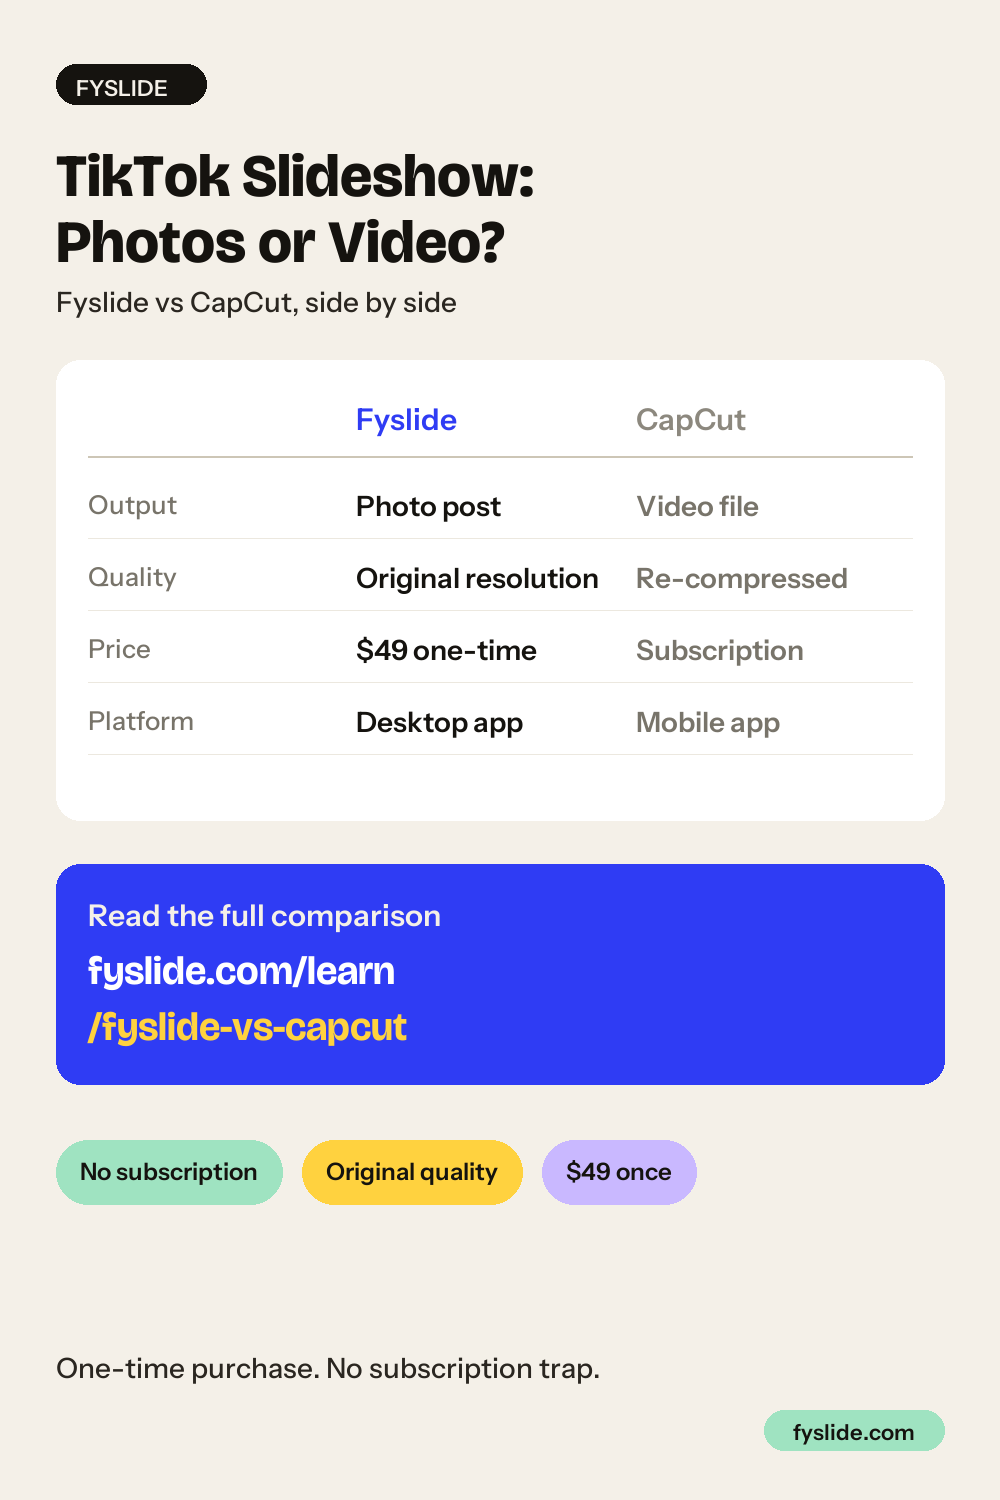 FYSLIDE
TikTok Slideshow:
Photos or Video?
Fyslide vs CapCut, side by side
Fyslide CapCut
Output Photo post Video file
Quality Original resolution Re-compressed
Price $49 one-time Subscription
Platform Desktop app Mobile app
Read the full comparison
fyslide.com/learn
/fyslide-vs-capcut
No subscription Original quality $49 once
One-time purchase. No subscription trap.
fyslide.com